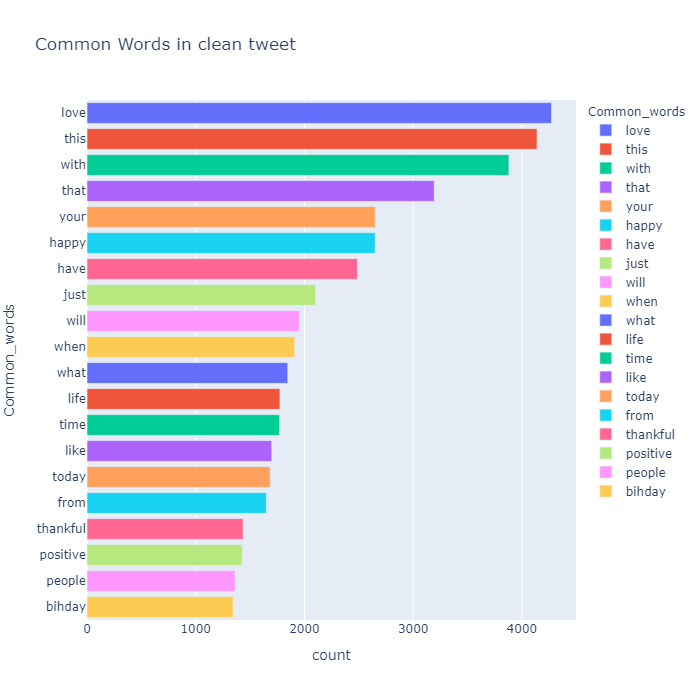 Common Words in clean tweet
Common_words
love
this
with
that
your
happy
have
just
will
when
what
life
time
like
today
from
thankful
positive
people
bihday
0 1000 2000 3000 4000
count
Common_words
love
this
with
that
your
happy
have
just
will
when
what
life
time
like
today
from
thankful
positive
people
bihday